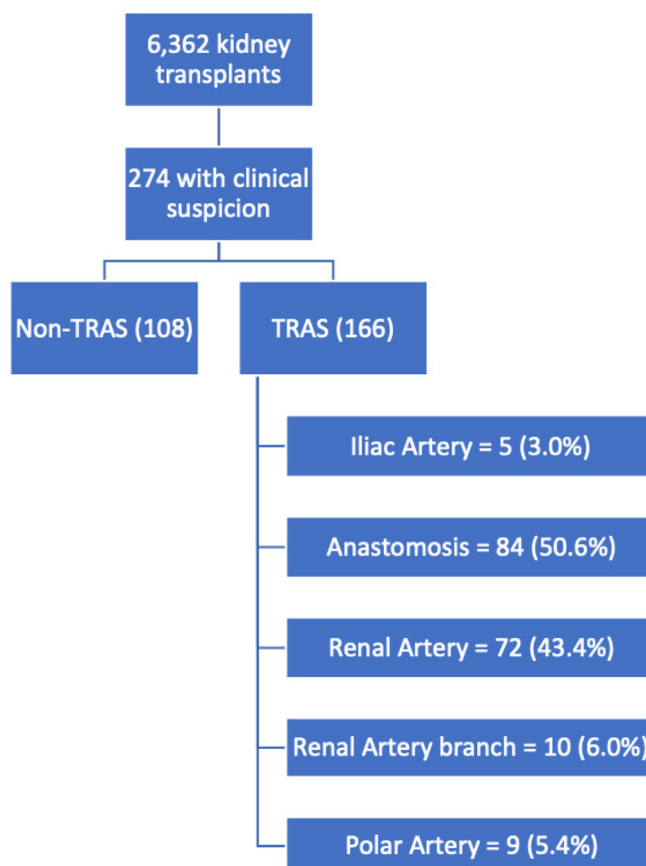 6,362 kidney
transplants
274 with clinical
suspicion
Non-TRAS (108)
TRAS (166)
Iliac Artery = 5 (3.0%)
Anastomosis = 84 (50.6%)
Renal Artery = 72 (43.4%)
Renal Artery branch = 10 (6.0%)
Polar Artery = 9 (5.4%)